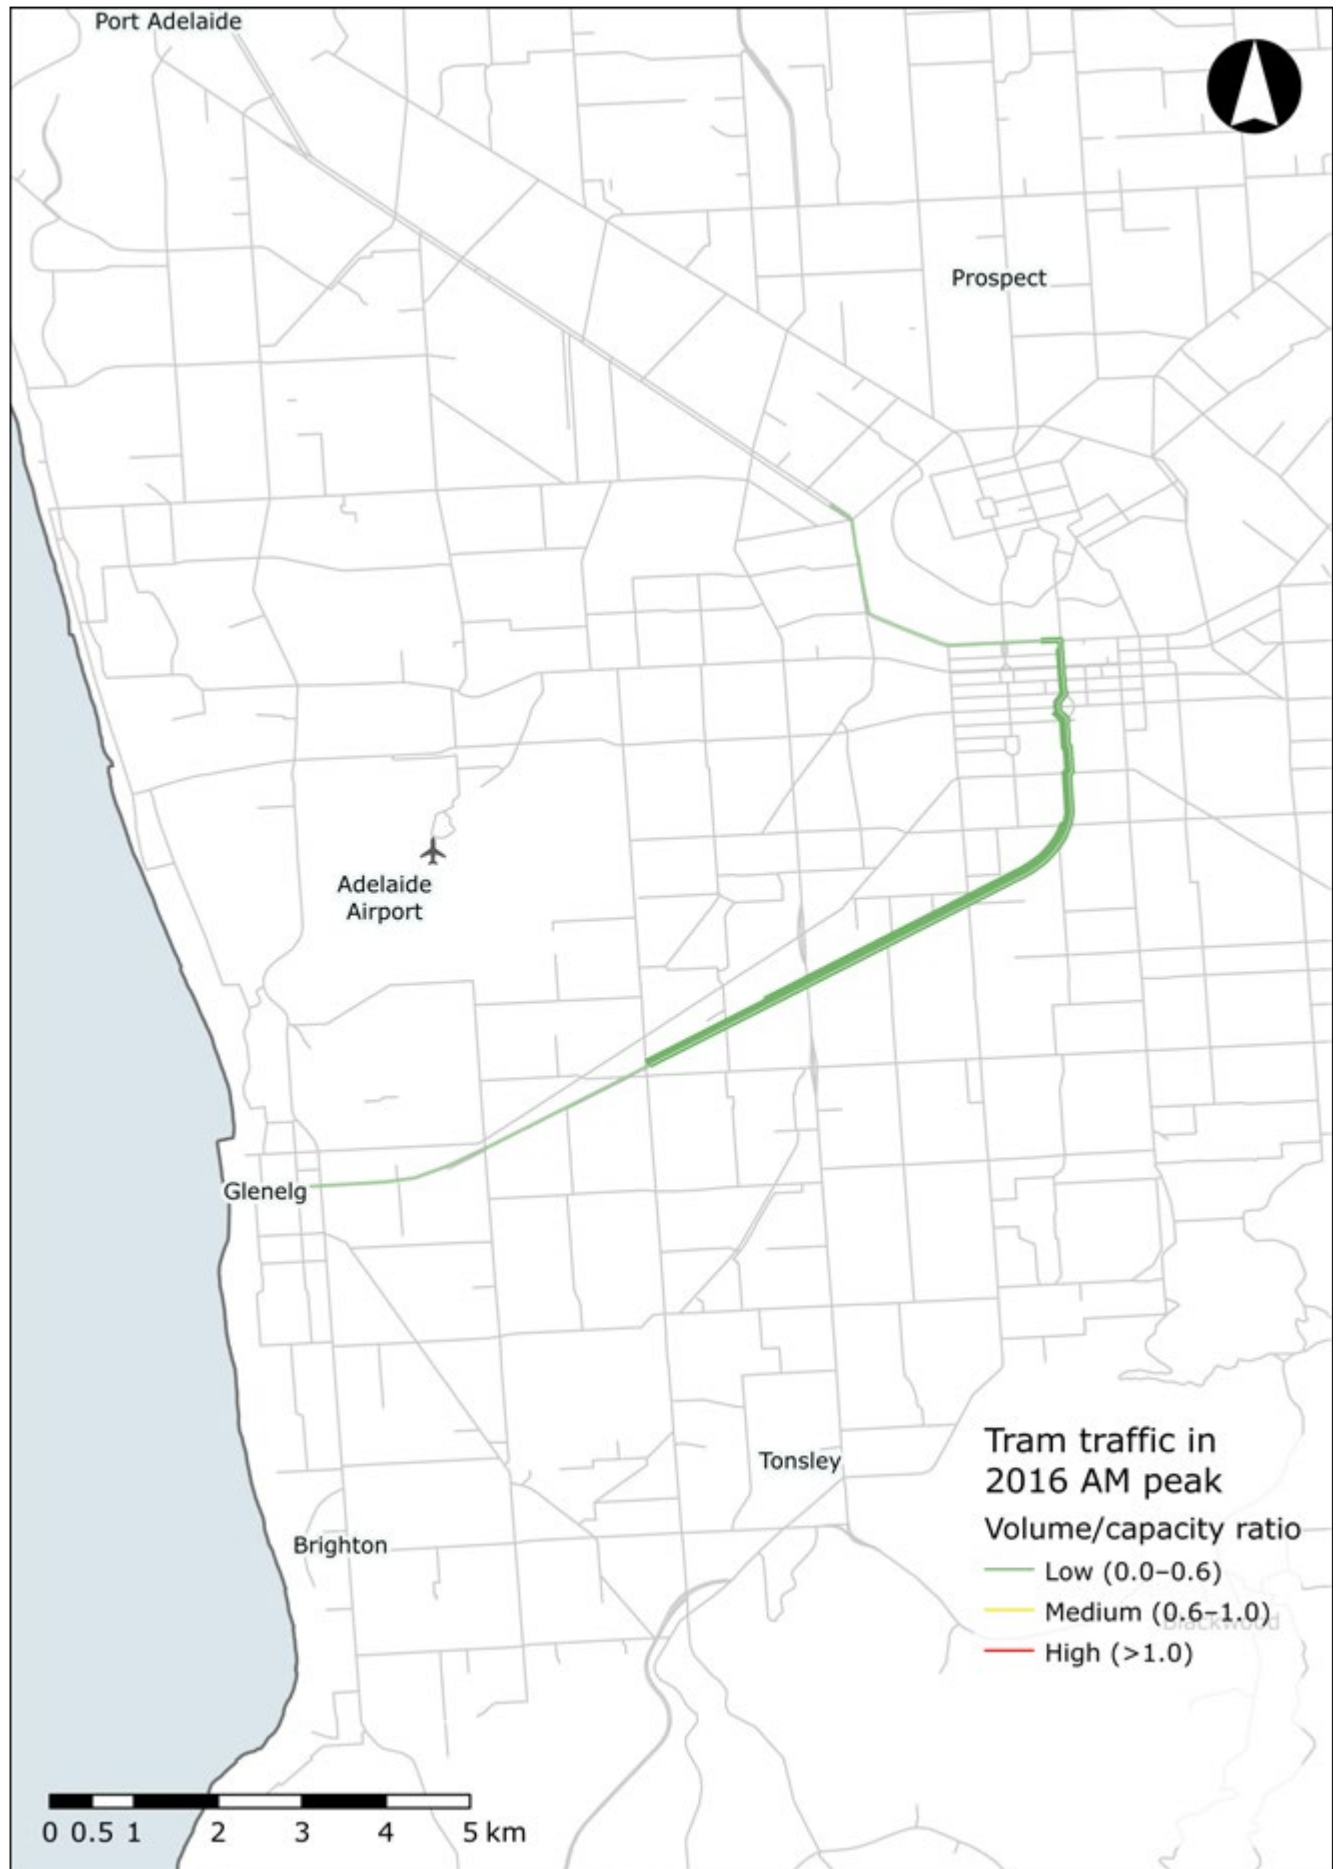 Port Adelaide
Prospect
Adelaide
Airport
Glenelg
Tonsley
Brighton
Tram traffic in
2016 AM peak
Volume/capacity ratio
Low (0.0–0.6)
Medium (0.6–1.0)
Blackwood
High (>1.0)
0 0.5 1 2 3 4 5 km